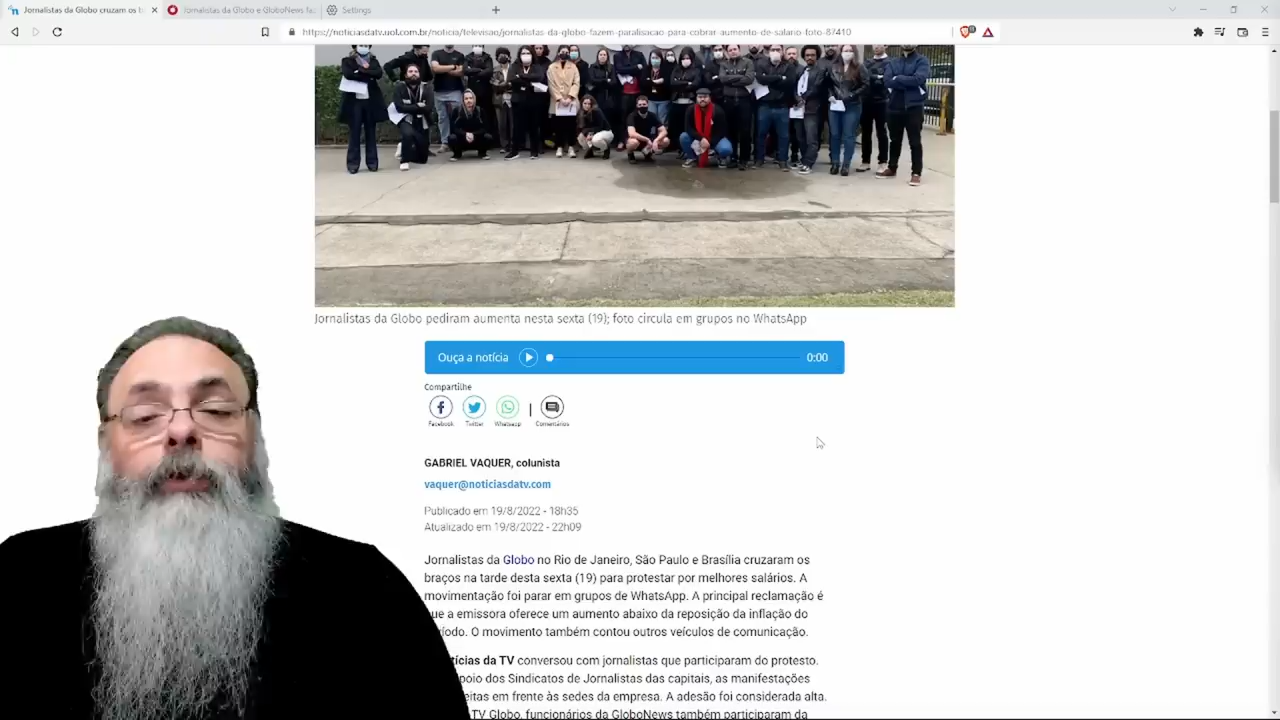 Jornalistas da Globo cruzam os b
Jornalistas da Globo e GloboNews fa
Settings
https://noticiasdatv.uol.com.br/noticia/televisao/jornalistas-da-globo-fazem-paralisacao-para-cobrar-aumento-de-salario-foto-87410
Jornalistas da Globo pediram aumenta nesta sexta (19); foto circula em grupos no WhatsApp
Ouça a notícia
0:00
Compartilhe
Facebook Twitter Whatsapp Comentários
GABRIEL VAQUER, colunista
vaquer@noticiasdatv.com
Publicado em 19/8/2022 - 18h35
Atualizado em 19/8/2022 - 22h09
Jornalistas da Globo no Rio de Janeiro, São Paulo e Brasília cruzaram os
braços na tarde desta sexta (19) para protestar por melhores salários. A
movimentação foi parar em grupos de WhatsApp. A principal reclamação é
ue a emissora oferece um aumento abaixo da reposição da inflação do
ríodo. O movimento também contou outros veículos de comunicação.
tícias da TV conversou com jornalistas que participaram do protesto.
poio dos Sindicatos de Jornalistas das capitais, as manifestações
eitas em frente às sedes da empresa. A adesão foi considerada alta.
TV Globo, funcionários da GloboNews também participaram da